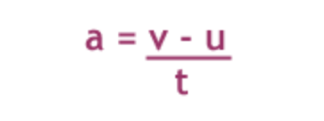 a = v - u
t